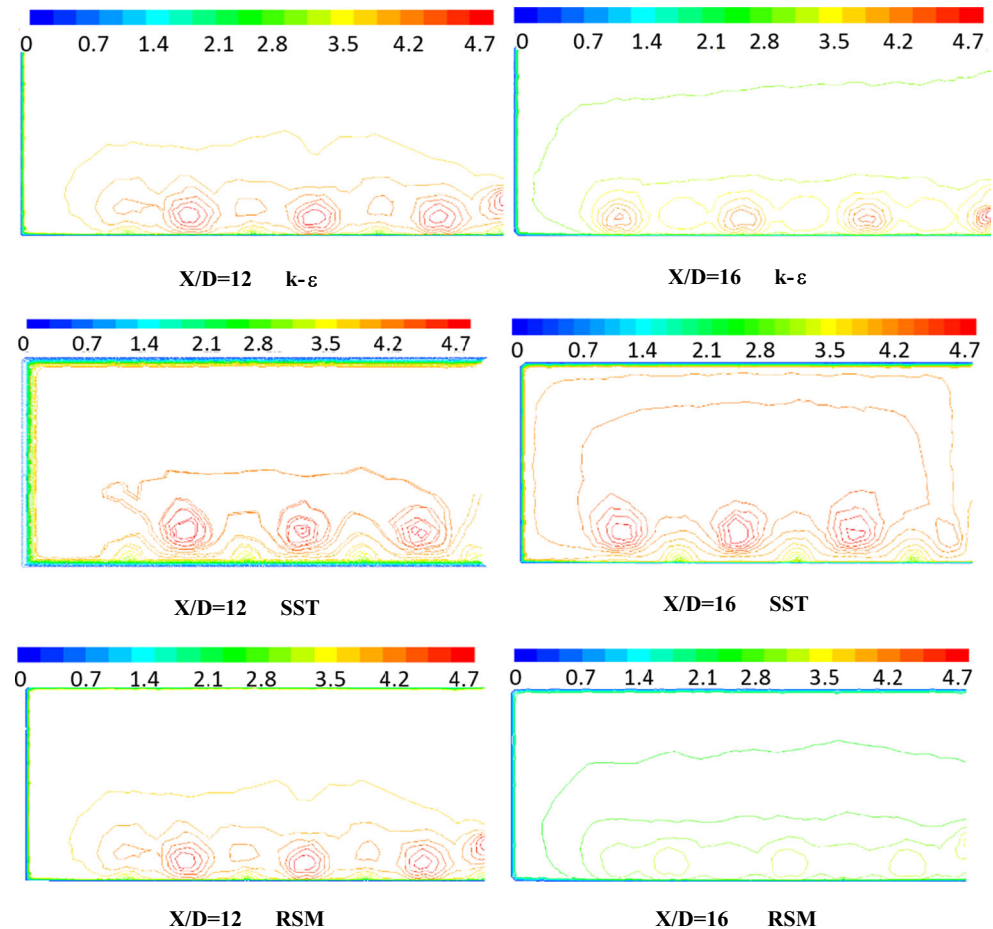 0 0.7 1.4 2.1 2.8 3.5 4.2 4.7
0 0.7 1.4 2.1 2.8 3.5 4.2 4.7
X/D=12 k-ε
X/D=16 k-ε
0 0.7 1.4 2.1 2.8 3.5 4.2 4.7
0 0.7 1.4 2.1 2.8 3.5 4.2 4.7
X/D=12 SST
X/D=16 SST
0 0.7 1.4 2.1 2.8 3.5 4.2 4.7
0 0.7 1.4 2.1 2.8 3.5 4.2 4.7
X/D=12 RSM
X/D=16 RSM